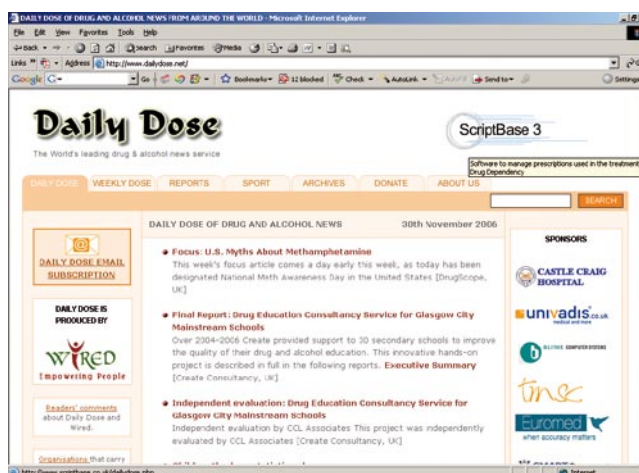 DAILY DOSE OF DRUG AND ALCOHOL NEWS FROM AROUND THE WORLD - Microsoft Internet Explorer
File Edit View Favorites Tools Help
Back Search Favorites Media
Links Address http://www.dailydose.net/
Google G Go Bookmarks 12 blocked Check AutoLink AutoFill Send to Settings
Daily Dose
The World's leading drug & alcohol news service
ScriptBase 3
Software to manage prescriptions used in the treatment
Drug Dependency
DAILY DOSE WEEKLY DOSE REPORTS SPORT ARCHIVES DONATE ABOUT US
SEARCH
DAILY DOSE EMAIL
SUBSCRIPTION
DAILY DOSE IS
PRODUCED BY
WIRED
Empowering People
Readers' comments
about Daily Dose and
Wired.
Organisations that carry
DAILY DOSE OF DRUG AND ALCOHOL NEWS 30th November 2006
Focus: U.S. Myths About Methamphetamine
This week's focus article comes a day early this week, as today has been
designated National Meth Awareness Day in the United States [DrugScope,
UK]
Final Report: Drug Education Consultancy Service for Glasgow City
Mainstream Schools
Over 2004-2006 Create provided support to 30 secondary schools to improve
the quality of their drug and alcohol education. This innovative hands-on
project is described in full in the following reports. Executive Summary
[Create Consultancy, UK]
Independent evaluation: Drug Education Consultancy Service for
Glasgow City Mainstream Schools
Independent evaluation by CCL Associates This project was independently
evaluated by CCL Associates [Create Consultancy, UK]
SPONSORS
CASTLE CRAIG
HOSPITAL
univadis.co.uk
medical and more
COMPUTER SYSTEMS
Euromed
when accuracy matters
http://www.scriptbase.co.uk/dailydose.php
Internet